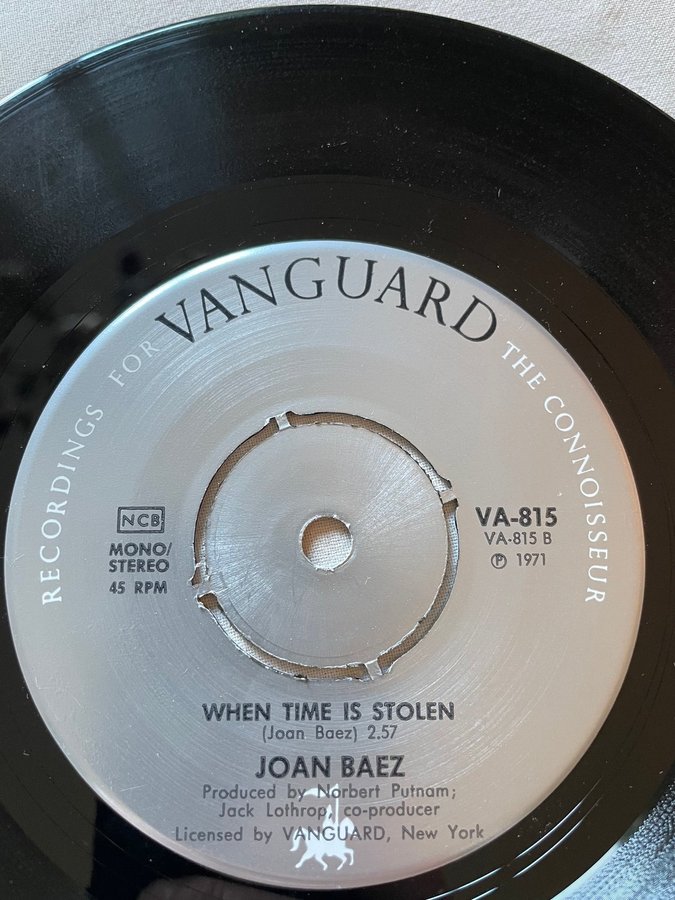 RECORDINGS FOR VANGUARD THE CONNOISSEUR
NCB
MONO/
STEREO
45 RPM
VA-815
VA-815 B
Ⓟ 1971
WHEN TIME IS STOLEN
(Joan Baez) 2.57
JOAN BAEZ
Produced by Norbert Putnam;
Jack Lothrop, co-producer
Licensed by VANGUARD, New York